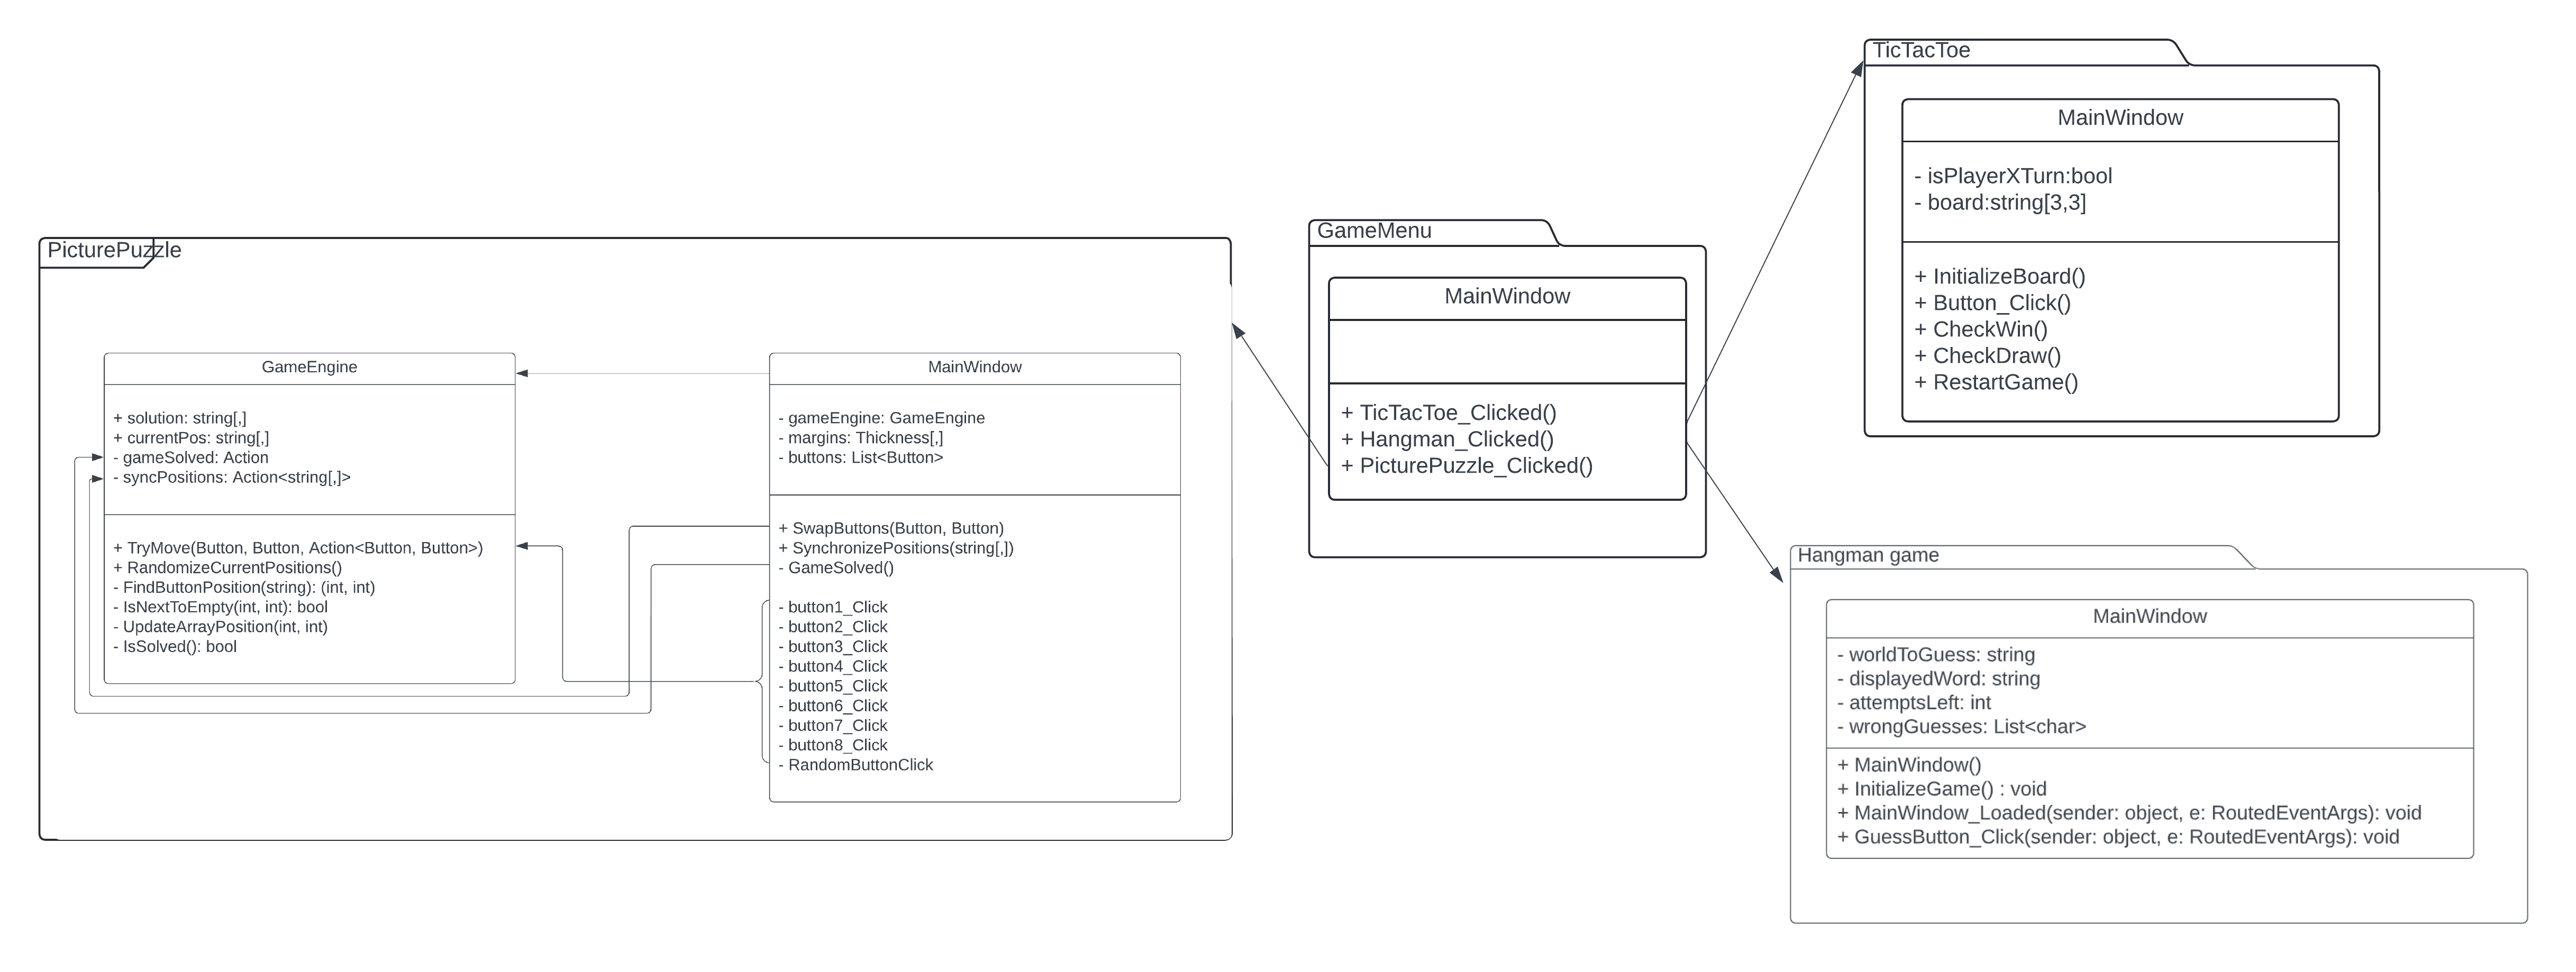 PicturePuzzle
GameEngine
+ solution: string[,]
+ currentPos: string[,]
- gameSolved: Action
- syncPositions: Action<string[,]>
+ TryMove(Button, Button, Action<Button, Button>)
+ RandomizeCurrentPositions()
- FindButtonPosition(string): (int, int)
- IsNextToEmpty(int, int): bool
- UpdateArrayPosition(int, int)
- IsSolved(): bool
MainWindow
- gameEngine: GameEngine
- margins: Thickness[,]
- buttons: List<Button>
+ SwapButtons(Button, Button)
+ SynchronizePositions(string[,])
- GameSolved()
- button1_Click
- button2_Click
- button3_Click
- button4_Click
- button5_Click
- button6_Click
- button7_Click
- button8_Click
- RandomButtonClick
GameMenu
MainWindow
+ TicTacToe_Clicked()
+ Hangman_Clicked()
+ PicturePuzzle_Clicked()
TicTacToe
MainWindow
- isPlayerXTurn:bool
- board:string[3,3]
+ InitializeBoard()
+ Button_Click()
+ CheckWin()
+ CheckDraw()
+ RestartGame()
Hangman game
MainWindow
- worldToGuess: string
- displayedWord: string
- attemptsLeft: int
- wrongGuesses: List<char>
+ MainWindow()
+ InitializeGame() : void
+ MainWindow_Loaded(sender: object, e: RoutedEventArgs): void
+ GuessButton_Click(sender: object, e: RoutedEventArgs): void